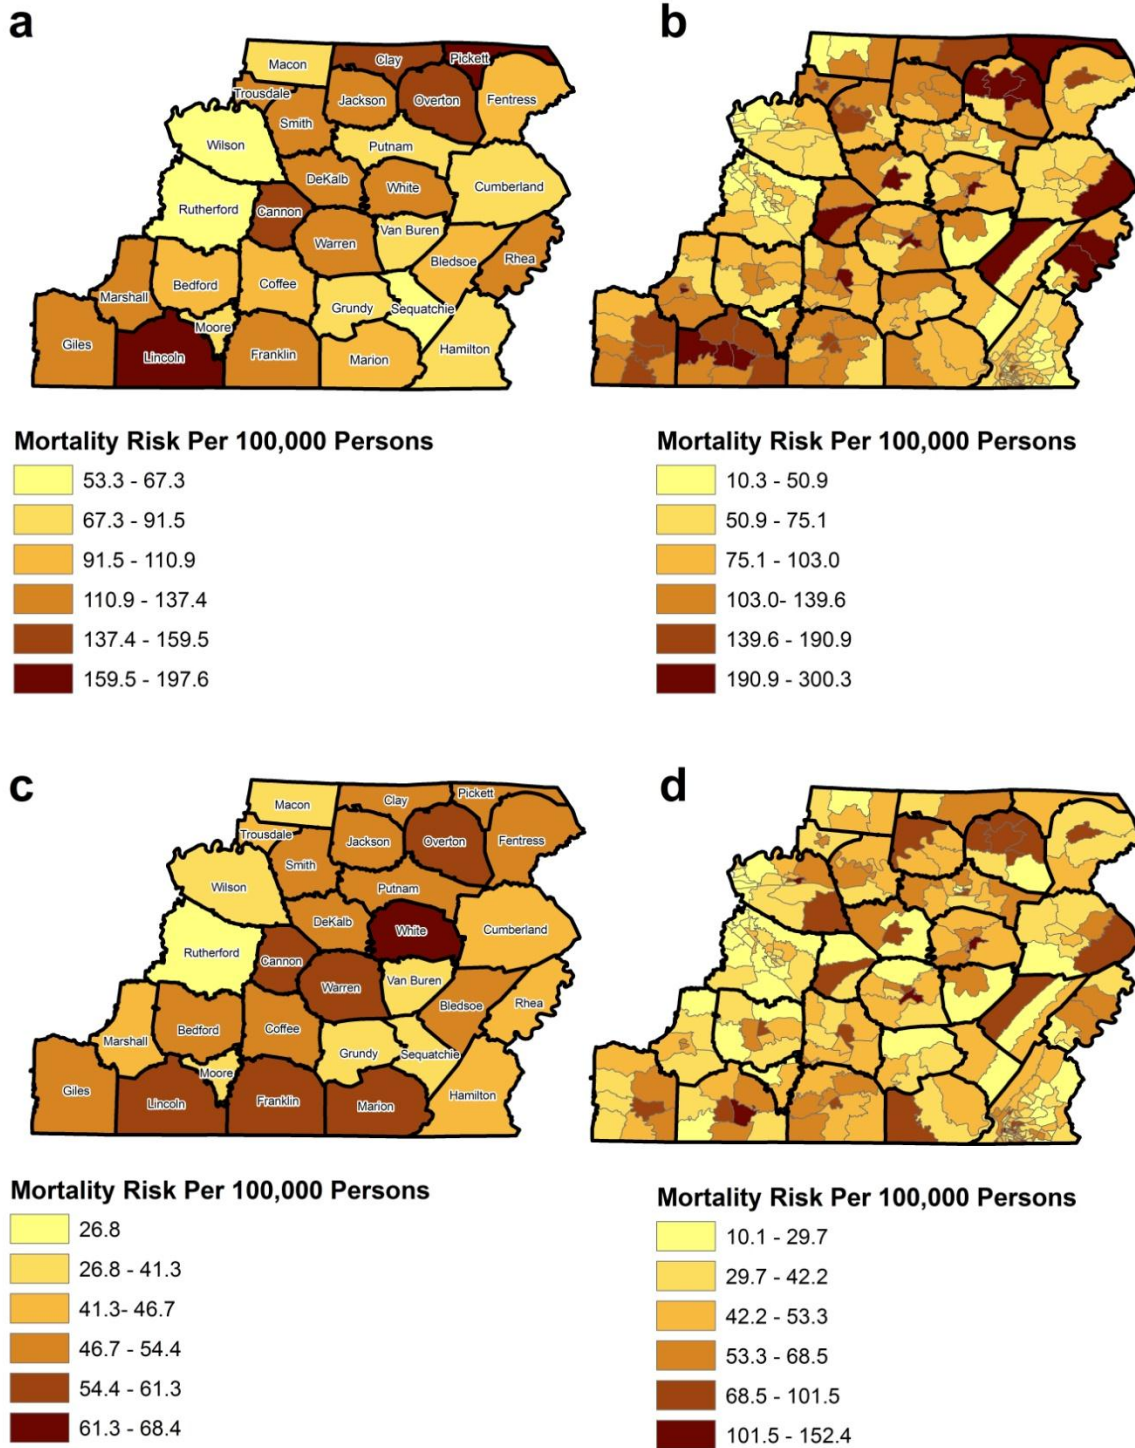 a
Macon
Clay
Pickett
Trousdale
Jackson
Overton
Fentress
Smith
Wilson
Putnam
DeKalb
White
Cumberland
Rutherford
Cannon
Van Buren
Warren
Bledsoe
Rhea
Bedford
Coffee
Marshall
Grundy
Sequatchie
Moore
Giles
Lincoln
Franklin
Marion
Hamilton
Mortality Risk Per 100,000 Persons
53.3 - 67.3
67.3 - 91.5
91.5 - 110.9
110.9 - 137.4
137.4 - 159.5
159.5 - 197.6
b
Mortality Risk Per 100,000 Persons
10.3 - 50.9
50.9 - 75.1
75.1 - 103.0
103.0- 139.6
139.6 - 190.9
190.9 - 300.3
c
Macon
Clay
Pickett
Trousdale
Jackson
Overton
Fentress
Smith
Wilson
Putnam
DeKalb
White
Cumberland
Rutherford
Cannon
Van Buren
Warren
Bledsoe
Rhea
Bedford
Coffee
Marshall
Grundy
Sequatchie
Moore
Giles
Lincoln
Franklin
Marion
Hamilton
Mortality Risk Per 100,000 Persons
26.8
26.8 - 41.3
41.3- 46.7
46.7 - 54.4
54.4 - 61.3
61.3 - 68.4
d
Mortality Risk Per 100,000 Persons
10.1 - 29.7
29.7 - 42.2
42.2 - 53.3
53.3 - 68.5
68.5 - 101.5
101.5 - 152.4